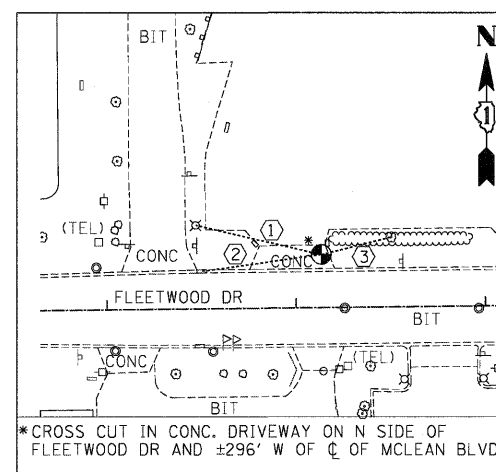 BIT
N
1
1
(TEL)
*
CONC
2
CONC
3
FLEETWOOD DR
BIT
CONC
(TEL)
BIT
*CROSS CUT IN CONC. DRIVEWAY ON N SIDE OF
FLEETWOOD DR AND ±296' W OF ℄ OF MCLEAN BLVD